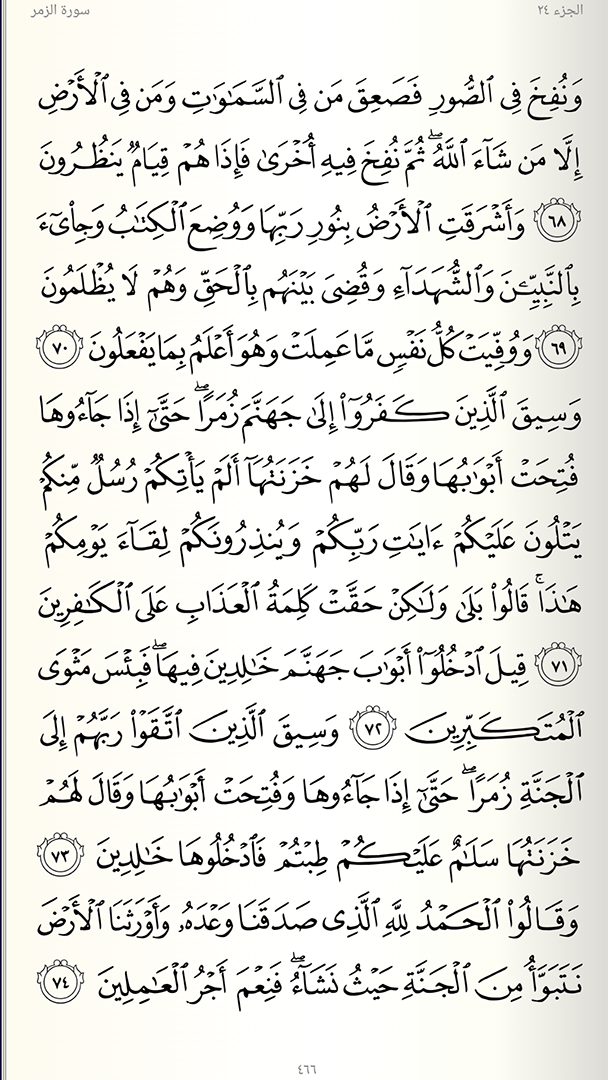 الجزء ٢٤
سورة الزمر
وَنُفِخَ فِي ٱلصُّورِ فَصَعِقَ مَن فِي ٱلسَّمَٰوَٰتِ وَمَن فِي ٱلۡأَرۡضِ
إِلَّا مَن شَآءَ ٱللَّهُۖ ثُمَّ نُفِخَ فِيهِ أُخۡرَىٰ فَإِذَا هُمۡ قِيَامٞ يَنظُرُونَ
٦٨ وَأَشۡرَقَتِ ٱلۡأَرۡضُ بِنُورِ رَبِّهَا وَوُضِعَ ٱلۡكِتَٰبُ وَجِاْيٓءَ
بِٱلنَّبِيِّـۧنَ وَٱلشُّهَدَآءِ وَقُضِيَ بَيۡنَهُم بِٱلۡحَقِّ وَهُمۡ لَا يُظۡلَمُونَ
٦٩ وَوُفِّيَتۡ كُلُّ نَفۡسٖ مَّا عَمِلَتۡ وَهُوَ أَعۡلَمُ بِمَا يَفۡعَلُونَ ٧٠
وَسِيقَ ٱلَّذِينَ كَفَرُوٓاْ إِلَىٰ جَهَنَّمَ زُمَرًاۖ حَتَّىٰٓ إِذَا جَآءُوهَا
فُتِحَتۡ أَبۡوَٰبُهَا وَقَالَ لَهُمۡ خَزَنَتُهَآ أَلَمۡ يَأۡتِكُمۡ رُسُلٞ مِّنكُمۡ
يَتۡلُونَ عَلَيۡكُمۡ ءَايَٰتِ رَبِّكُمۡ وَيُنذِرُونَكُمۡ لِقَآءَ يَوۡمِكُمۡ
هَٰذَاۚ قَالُواْ بَلَىٰ وَلَٰكِنۡ حَقَّتۡ كَلِمَةُ ٱلۡعَذَابِ عَلَى ٱلۡكَٰفِرِينَ
٧١ قِيلَ ٱدۡخُلُوٓاْ أَبۡوَٰبَ جَهَنَّمَ خَٰلِدِينَ فِيهَاۖ فَبِئۡسَ مَثۡوَى
ٱلۡمُتَكَبِّرِينَ ٧٢ وَسِيقَ ٱلَّذِينَ ٱتَّقَوۡاْ رَبَّهُمۡ إِلَى
ٱلۡجَنَّةِ زُمَرًاۖ حَتَّىٰٓ إِذَا جَآءُوهَا وَفُتِحَتۡ أَبۡوَٰبُهَا وَقَالَ لَهُمۡ
خَزَنَتُهَا سَلَٰمٌ عَلَيۡكُمۡ طِبۡتُمۡ فَٱدۡخُلُوهَا خَٰلِدِينَ ٧٣
وَقَالُواْ ٱلۡحَمۡدُ لِلَّهِ ٱلَّذِي صَدَقَنَا وَعۡدَهُۥ وَأَوۡرَثَنَا ٱلۡأَرۡضَ
نَتَبَوَّأُ مِنَ ٱلۡجَنَّةِ حَيۡثُ نَشَآءُۖ فَنِعۡمَ أَجۡرُ ٱلۡعَٰمِلِينَ ٧٤
٤٦٦